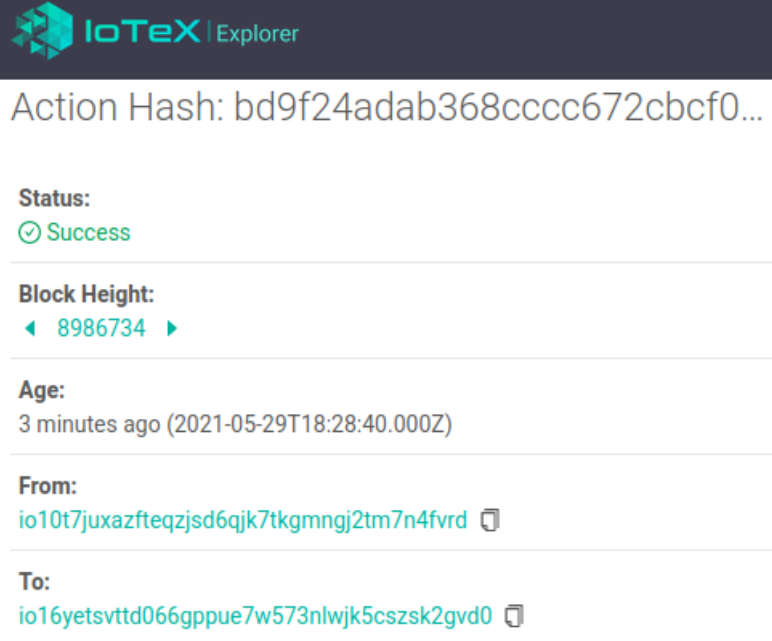 IoTeX | Explorer
Action Hash: bd9f24adab368cccc672cbcf0...
Status:
Success
Block Height:
8986734
Age:
3 minutes ago (2021-05-29T18:28:40.000Z)
From:
io10t7juxazfteqzjsd6qjk7tkgmngj2tm7n4fvrd
To:
io16yetsvttd066gppue7w573nlwjk5cszsk2gvd0